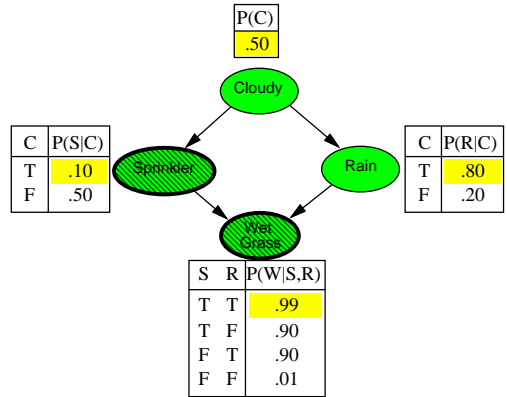 P(C)
.50
Cloudy
C P(S|C)
T .10
F .50
Sprinkler
Rain
C P(R|C)
T .80
F .20
Wet
Grass
S R P(W|S,R)
T T .99
T F .90
F T .90
F F .01